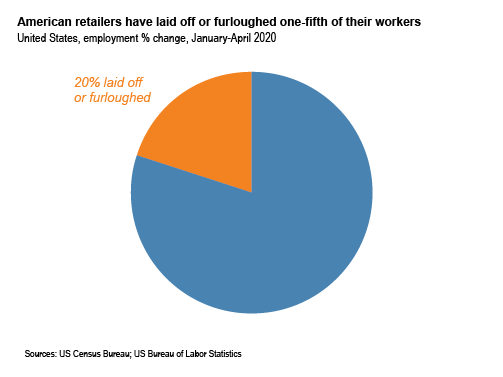 American retailers have laid off or furloughed one-fifth of their workers
United States, employment % change, January-April 2020
20% laid off
or furloughed
Sources: US Census Bureau; US Bureau of Labor Statistics